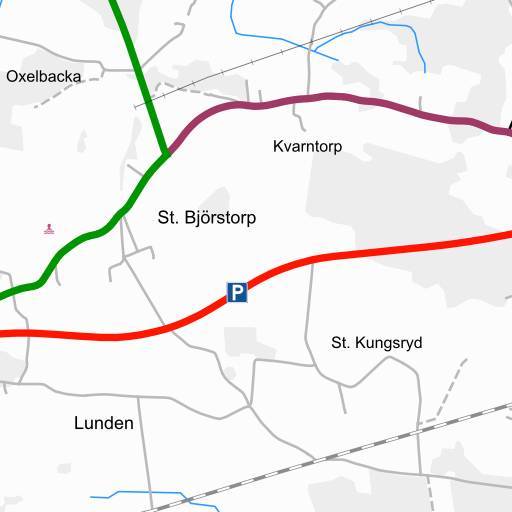 Oxelbacka
Kvarntorp
St. Björstorp
P
St. Kungsryd
Lunden